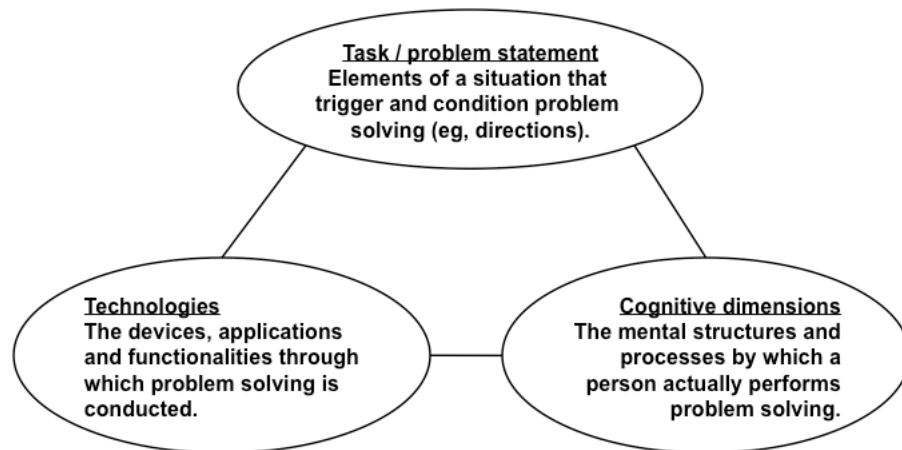 Task / problem statement
Elements of a situation that
trigger and condition problem
solving (eg, directions).
Technologies
The devices, applications
and functionalities through
which problem solving is
conducted.
Cognitive dimensions
The mental structures and
processes by which a
person actually performs
problem solving.